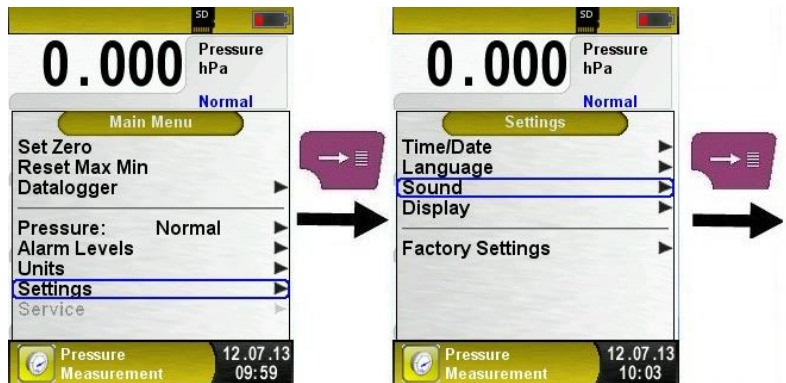 SD
0.000
Pressure
hPa
Normal
Main Menu
Set Zero
Reset Max Min
Datalogger
Pressure: Normal
Alarm Levels
Units
Settings
Service
Pressure
Measurement
12.07.13
09:59
SD
0.000
Pressure
hPa
Normal
Settings
Time/Date
Language
Sound
Display
Factory Settings
Pressure
Measurement
12.07.13
10:03